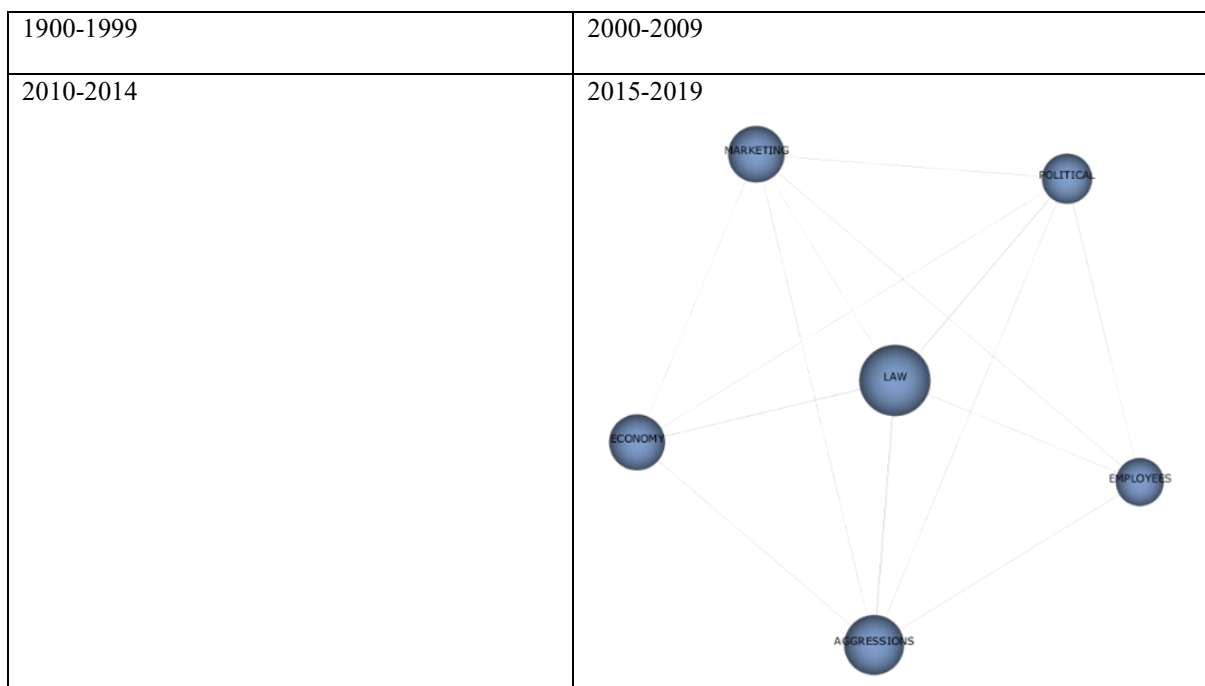 1900-1999
2000-2009
2010-2014
2015-2019
MARKETING
POLITICAL
LAW
ECONOMY
EMPLOYEES
AGGRESSIONS